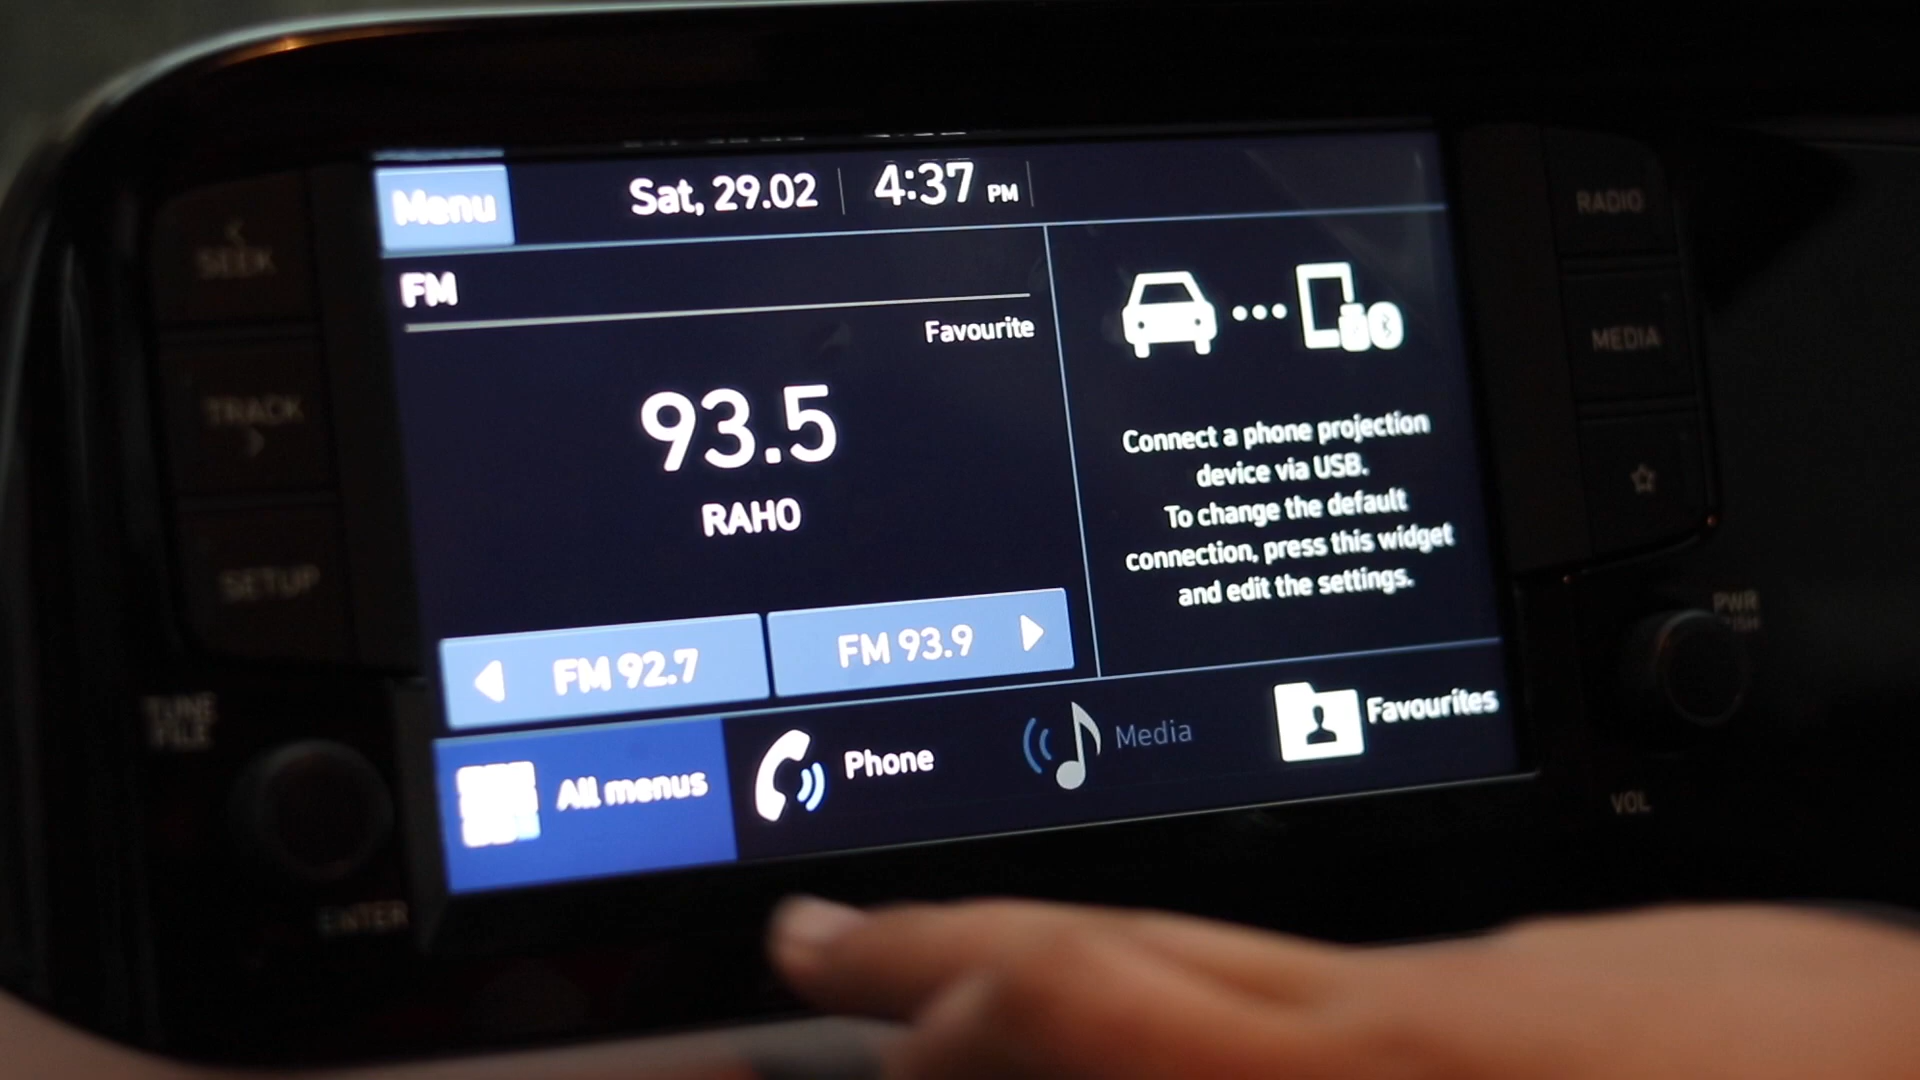 Menu
Sat, 29.02
4:37 PM
FM
Favourite
93.5
RAHO
FM 92.7
FM 93.9
Connect a phone projection
device via USB.
To change the default
connection, press this widget
and edit the settings.
All menus
Phone
Media
Favourites
SEEK
TRACK
SETUP
TUNE
FILE
ENTER
RADIO
MEDIA
PWR
VOL